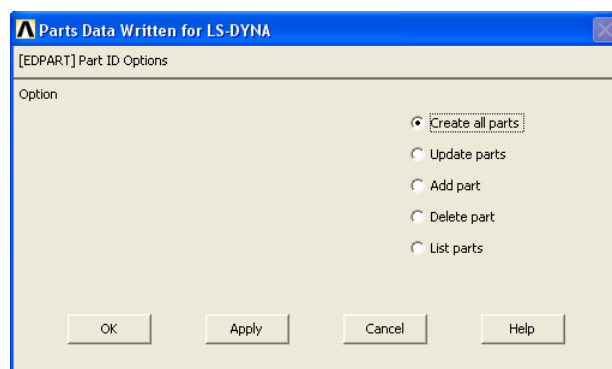 Parts Data Written for LS-DYNA
[EDPART] Part ID Options
Option
Create all parts
Update parts
Add part
Delete part
List parts
OK Apply Cancel Help